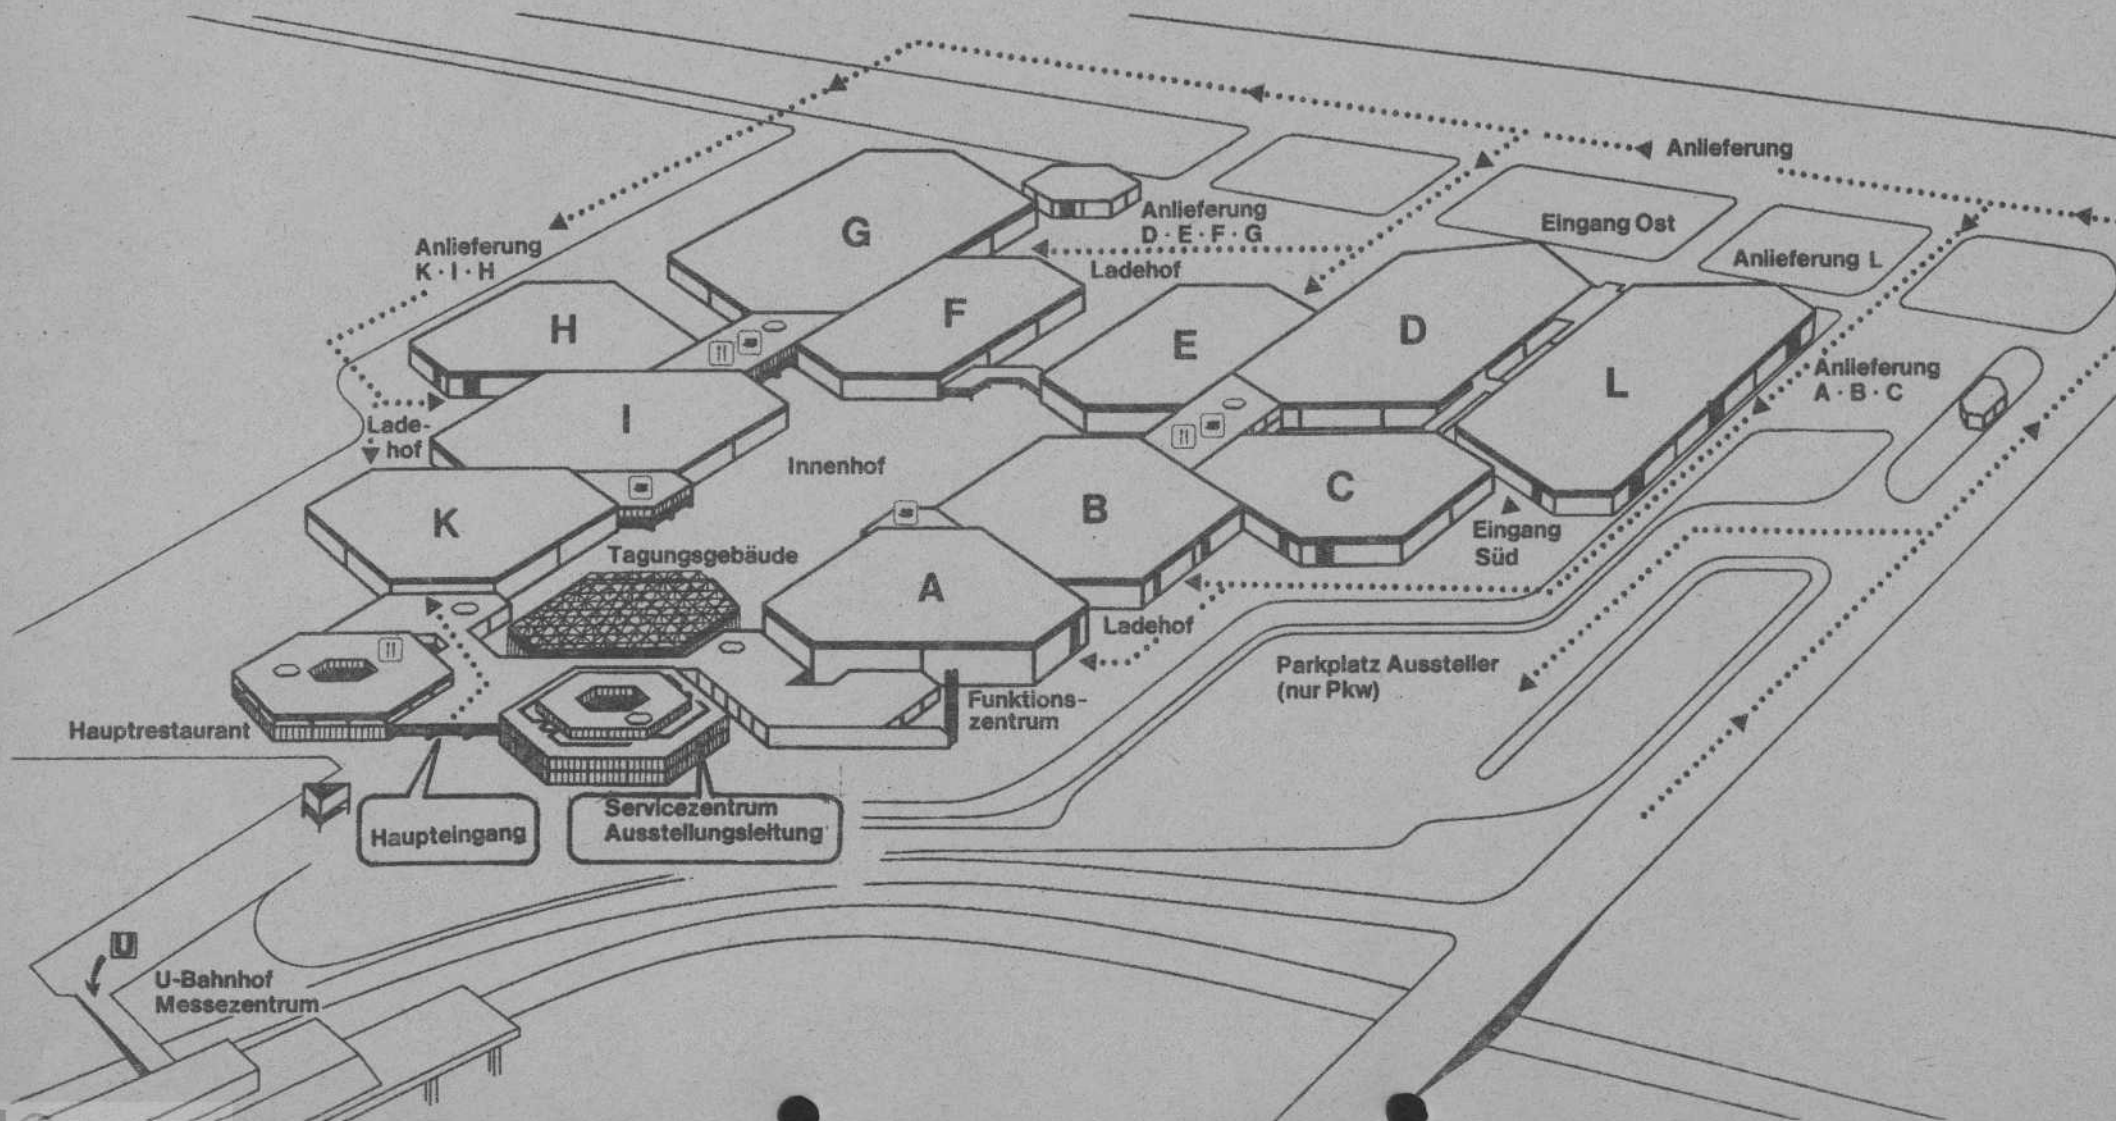 Anlieferung
G
Anlieferung
D · E · F · G
Eingang Ost
Anlieferung
K · I · H
Ladehof
Anlieferung L
H
F
E
D
L
Anlieferung
A · B · C
I
Lade-
hof
Innenhof
K
B
C
Eingang
Süd
Tagungsgebäude
A
Ladehof
Parkplatz Aussteller
(nur Pkw)
Funktions-
zentrum
Hauptrestaurant
Servicezentrum
Ausstellungsleitung
Haupteingang
U
U-Bahnhof
Messezentrum